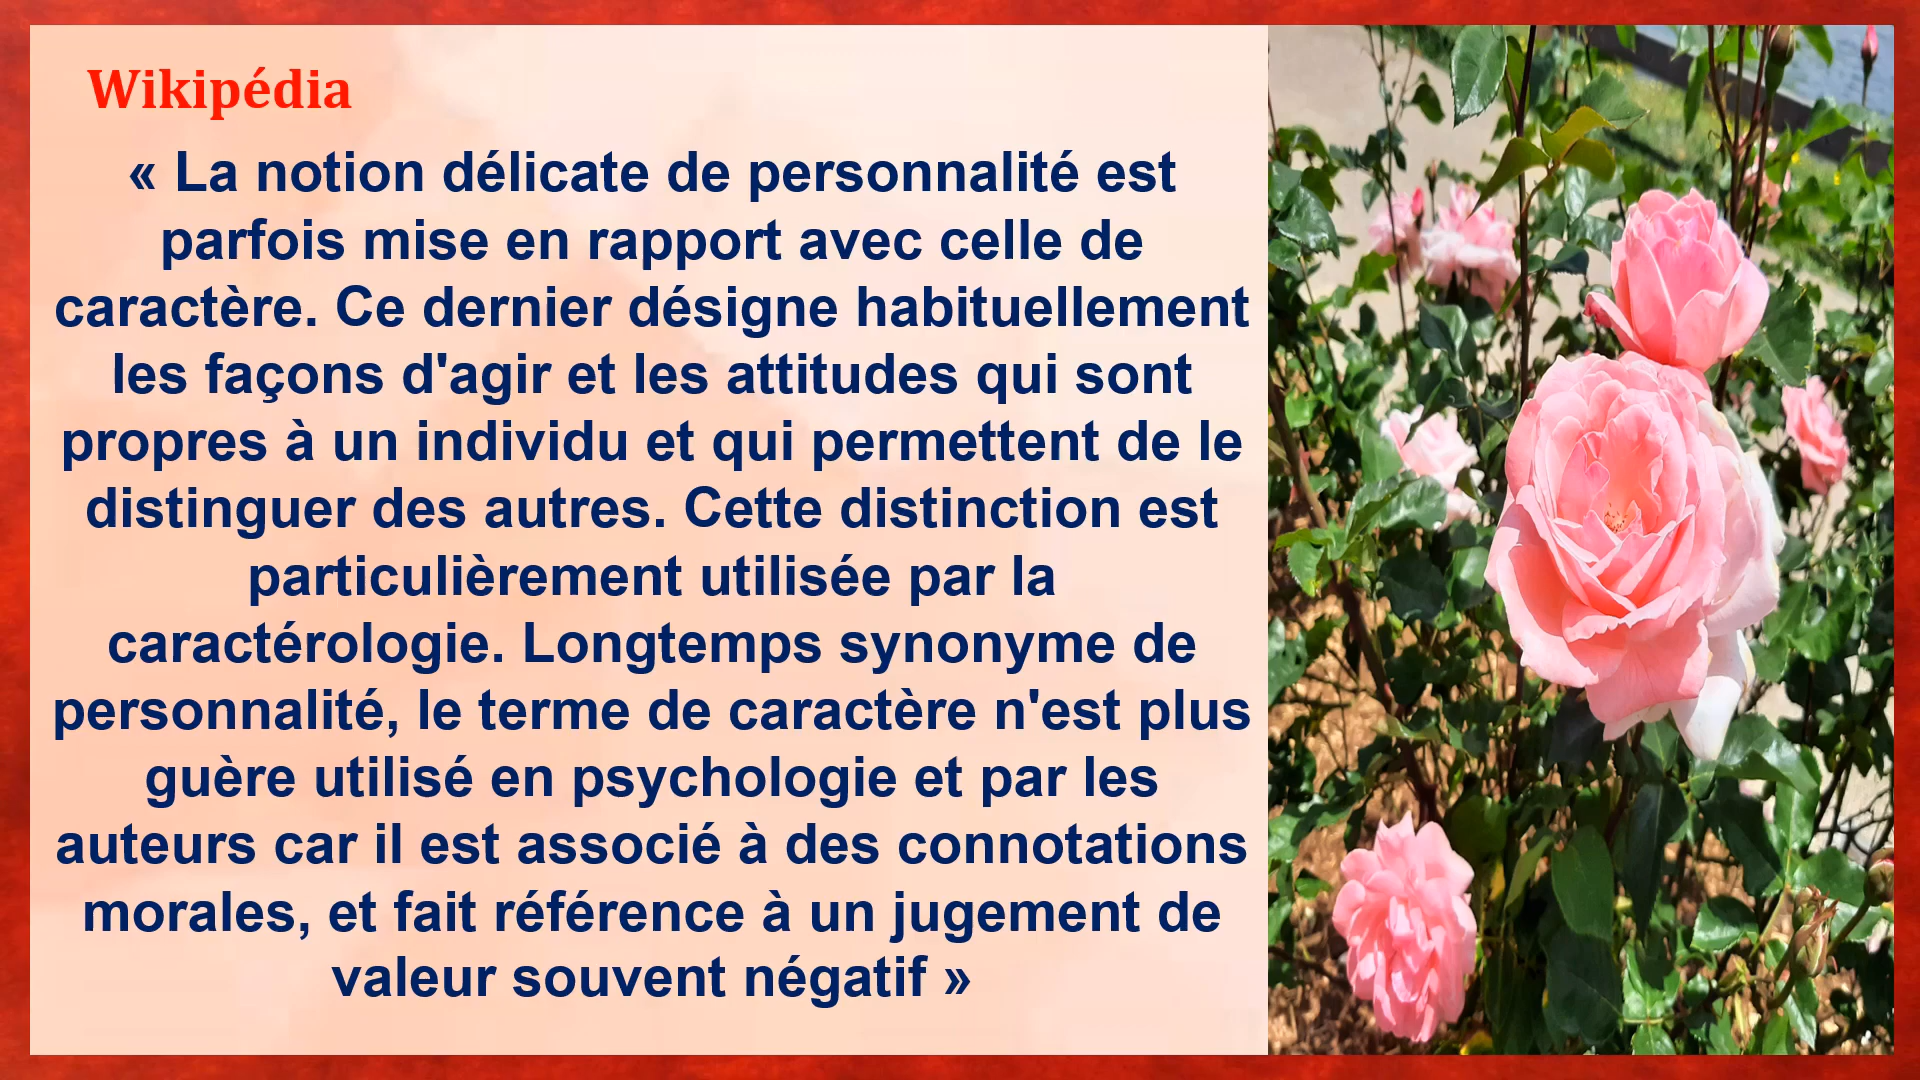 Wikipédia
« La notion délicate de personnalité est
parfois mise en rapport avec celle de
caractère. Ce dernier désigne habituellement
les façons d'agir et les attitudes qui sont
propres à un individu et qui permettent de le
distinguer des autres. Cette distinction est
particulièrement utilisée par la
caractérologie. Longtemps synonyme de
personnalité, le terme de caractère n'est plus
guère utilisé en psychologie et par les
auteurs car il est associé à des connotations
morales, et fait référence à un jugement de
valeur souvent négatif »